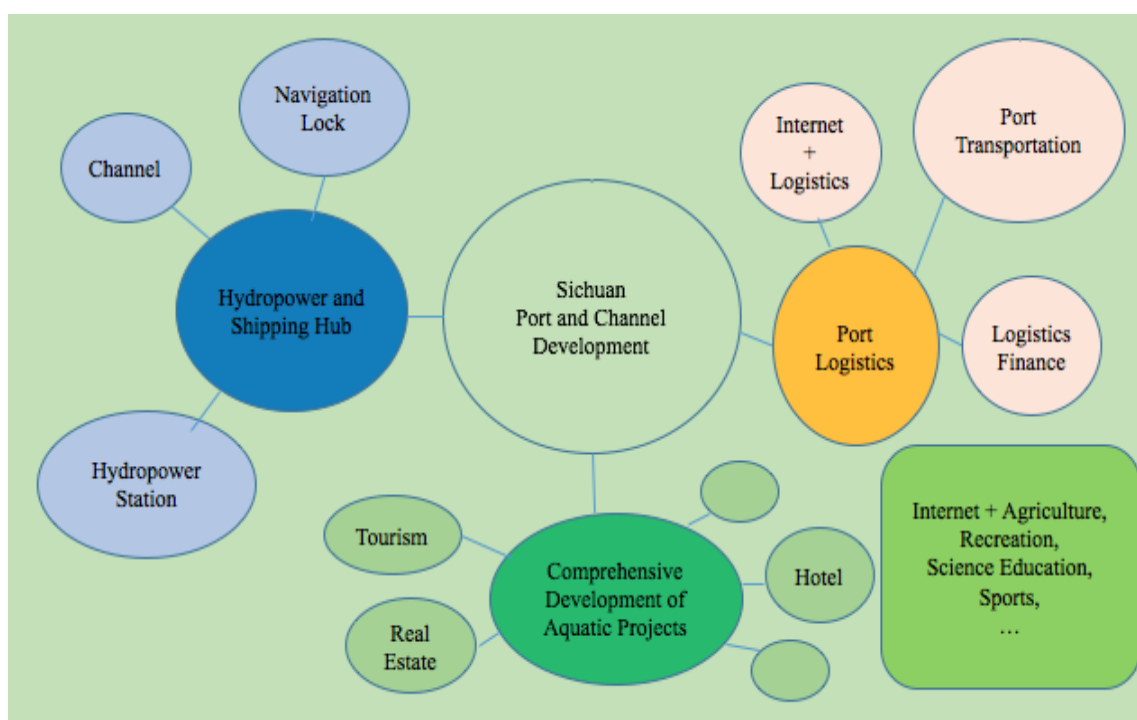 Navigation
Lock
Channel
Hydropower and
Shipping Hub
Hydropower
Station
Sichuan
Port and Channel
Development
Internet
+
Logistics
Port
Transportation
Port
Logistics
Logistics
Finance
Tourism
Real
Estate
Comprehensive
Development of
Aquatic Projects
Hotel
Internet + Agriculture,
Recreation,
Science Education,
Sports,
…